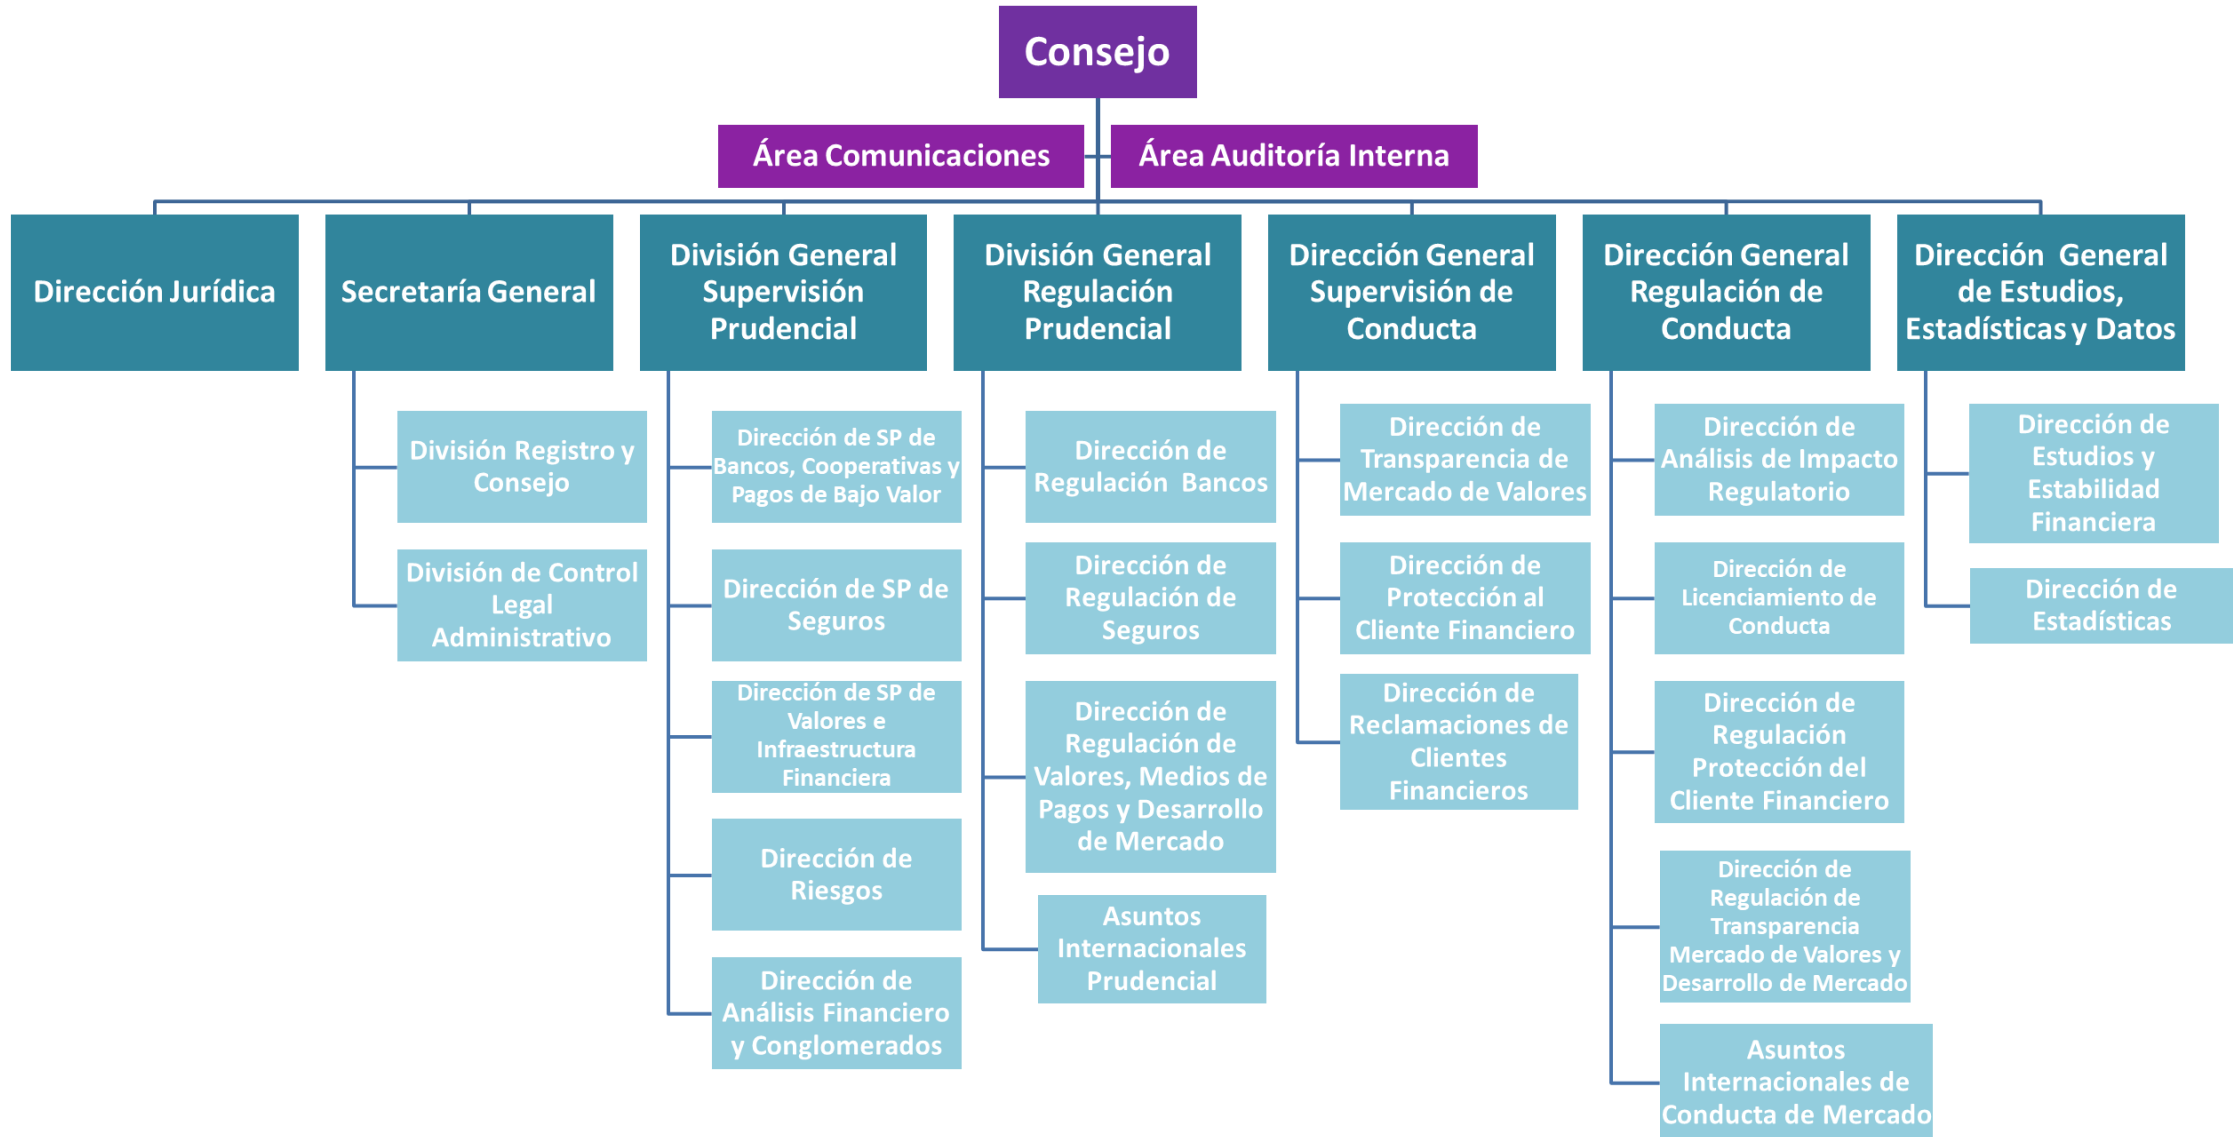 Consejo
Área Comunicaciones
Área Auditoría Interna
Dirección Jurídica
Secretaría General
División Registro y
Consejo
División de Control
Legal
Administrativo
División General
Supervisión
Prudencial
Dirección de SP de
Bancos, Cooperativas y
Pagos de Bajo Valor
Dirección de SP de
Seguros
Dirección de SP de
Valores e
Infraestructura
Financiera
Dirección de
Riesgos
Dirección de
Análisis Financiero
y Conglomerados
División General
Regulación
Prudencial
Dirección de
Regulación Bancos
Dirección de
Regulación de
Seguros
Dirección de
Regulación de
Valores, Medios de
Pagos y Desarrollo
de Mercado
Asuntos
Internacionales
Prudencial
Dirección General
Supervisión de
Conducta
Dirección de
Transparencia de
Mercado de Valores
Dirección de
Protección al
Cliente Financiero
Dirección de
Reclamaciones de
Clientes
Financieros
Dirección General
Regulación de
Conducta
Dirección de
Análisis de Impacto
Regulatorio
Dirección de
Licenciamiento de
Conducta
Dirección de
Regulación
Protección del
Cliente Financiero
Dirección de
Regulación de
Transparencia
Mercado de Valores y
Desarrollo de Mercado
Asuntos
Internacionales de
Conducta de Mercado
Dirección General
de Estudios,
Estadísticas y Datos
Dirección de
Estudios y
Estabilidad
Financiera
Dirección de
Estadísticas